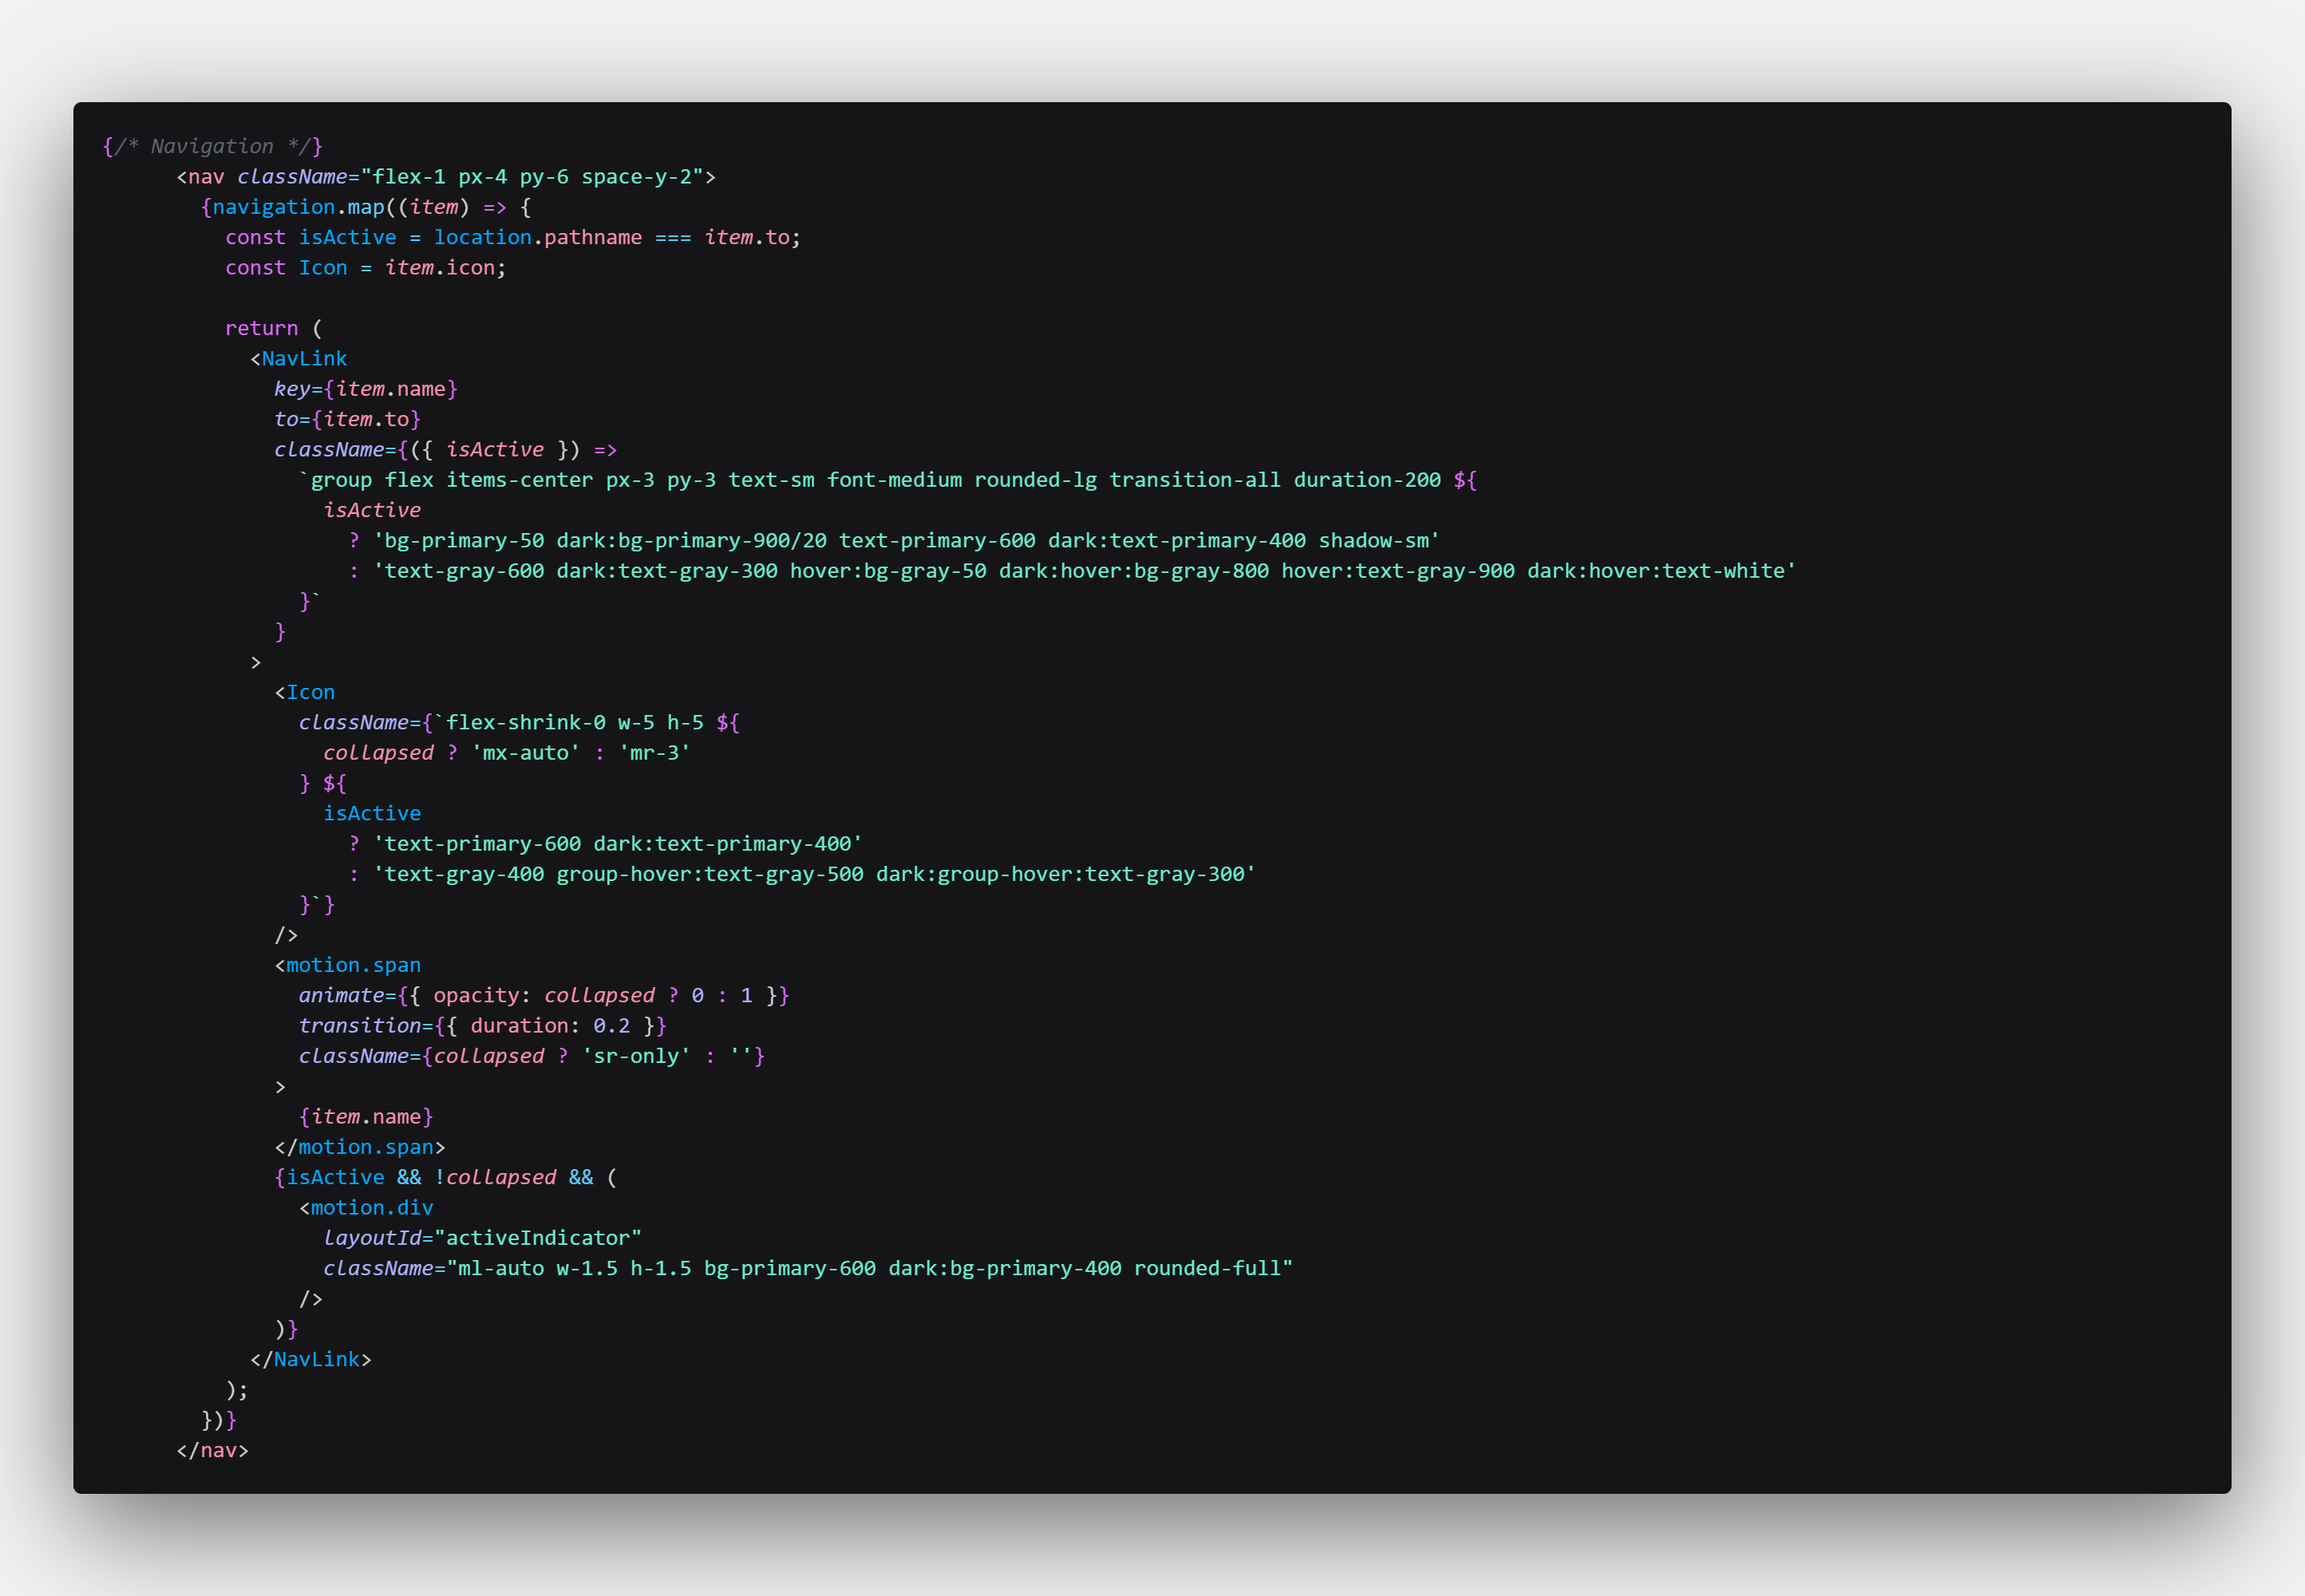 {/* Navigation */}
      <nav className="flex-1 px-4 py-6 space-y-2">
        {navigation.map((item) => {
          const isActive = location.pathname === item.to;
          const Icon = item.icon;

          return (
            <NavLink
              key={item.name}
              to={item.to}
              className={({ isActive }) =>
                `group flex items-center px-3 py-3 text-sm font-medium rounded-lg transition-all duration-200 ${
                  isActive
                    ? 'bg-primary-50 dark:bg-primary-900/20 text-primary-600 dark:text-primary-400 shadow-sm'
                    : 'text-gray-600 dark:text-gray-300 hover:bg-gray-50 dark:hover:bg-gray-800 hover:text-gray-900 dark:hover:text-white'
                }`
              }
            >
              <Icon
                className={`flex-shrink-0 w-5 h-5 ${
                  collapsed ? 'mx-auto' : 'mr-3'
                } ${
                  isActive
                    ? 'text-primary-600 dark:text-primary-400'
                    : 'text-gray-400 group-hover:text-gray-500 dark:group-hover:text-gray-300'
                }`}
              />
              <motion.span
                animate={{ opacity: collapsed ? 0 : 1 }}
                transition={{ duration: 0.2 }}
                className={collapsed ? 'sr-only' : ''}
              >
                {item.name}
              </motion.span>
              {isActive && !collapsed && (
                <motion.div
                  layoutId="activeIndicator"
                  className="ml-auto w-1.5 h-1.5 bg-primary-600 dark:bg-primary-400 rounded-full"
                />
              )}
            </NavLink>
          );
        })}
      </nav>